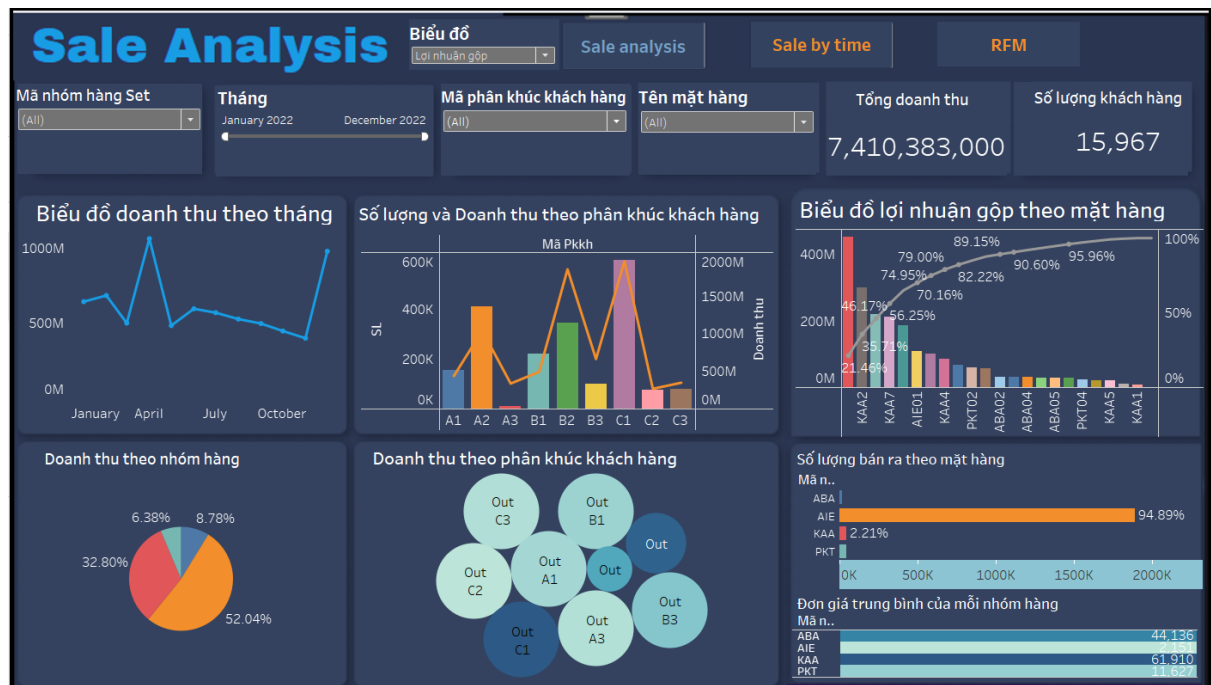 Sale Analysis
Biểu đồ
Lợi nhuận gộp
Sale analysis
Sale by time
RFM
Mã nhóm hàng Set
(All)
Tháng
January 2022 December 2022
Mã phân khúc khách hàng
(All)
Tên mặt hàng
(All)
Tổng doanh thu
7,410,383,000
Số lượng khách hàng
15,967
Biểu đồ doanh thu theo tháng
1000M
500M
0M
January April July October
Số lượng và Doanh thu theo phân khúc khách hàng
Mã Pkkh
600K
400K
200K
0K
SL
2000M
1500M
1000M
500M
0M
Doanh thu
A1 A2 A3 B1 B2 B3 C1 C2 C3
Biểu đồ lợi nhuận gộp theo mặt hàng
400M
200M
0M
21.46%
35.71%
46.17%
56.25%
70.16%
74.95%
79.00%
82.22%
89.15%
90.60%
95.96%
100%
50%
0%
KAA2 KAA7 AIE01 KAA4 PKT02 ABA02 ABA04 ABA05 PKT04 KAA5 KAA1
Doanh thu theo nhóm hàng
6.38%
8.78%
32.80%
52.04%
Doanh thu theo phân khúc khách hàng
Out
C3
Out
B1
Out
Out
A1
Out
Out
C2
Out
B3
Out
C1
Out
A3
Số lượng bán ra theo mặt hàng
Mã n..
ABA
AIE 94.89%
KAA 2.21%
PKT
0K 500K 1000K 1500K 2000K
Đơn giá trung bình của mỗi nhóm hàng
Mã n..
ABA 44,136
AIE 2,151
KAA 61,910
PKT 11,627